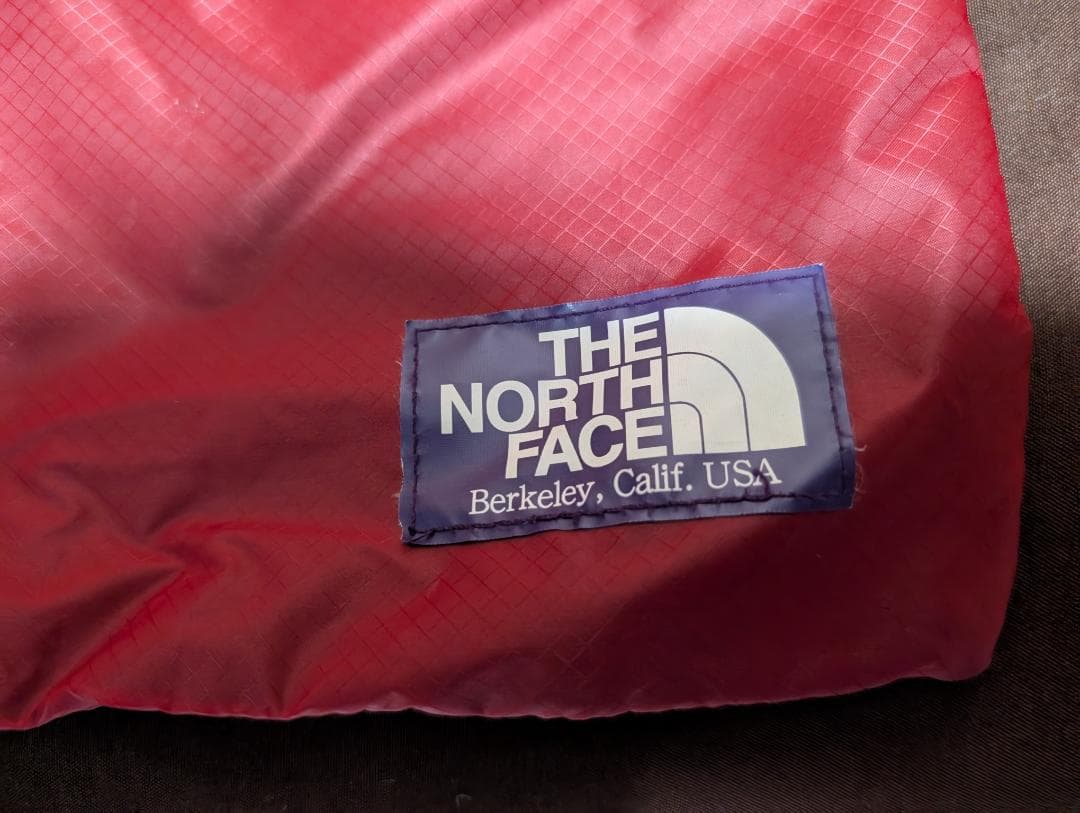 THE
NORTH
FACE
Berkeley, Calif. USA